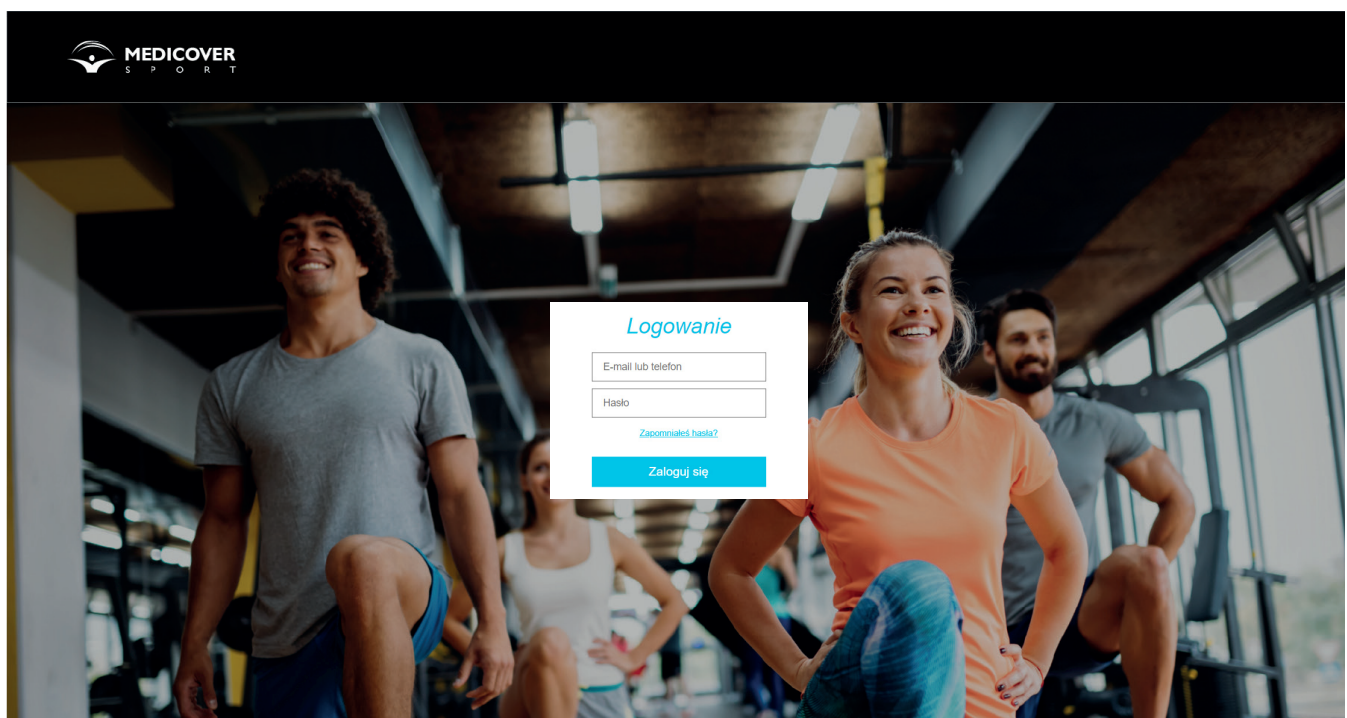 MEDICOVER
SPORT
Logowanie
E-mail lub telefon
Hasło
Zapomniałeś hasła?
Zaloguj się